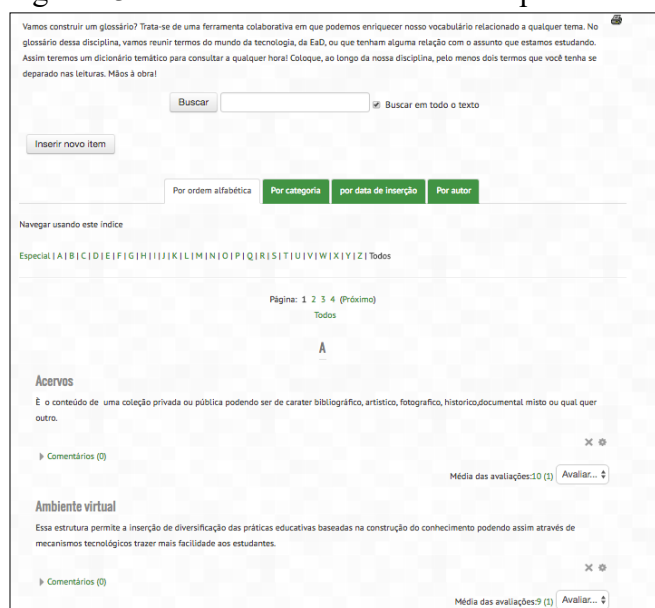 Vamos construir um glossário? Trata-se de uma ferramenta colaborativa em que podemos enriquecer nosso vocabulário relacionado a qualquer tema. No
glossário dessa disciplina, vamos reunir termos do mundo da tecnologia, da EaD, ou que tenham alguma relação com o assunto que estamos estudando.
Assim teremos um dicionário temático para consultar a qualquer hora! Coloque, ao longo da nossa disciplina, pelo menos dois termos que você tenha se
deparado nas leituras. Mãos à obra!
Buscar Buscar em todo o texto
Inserir novo item
Por ordem alfabética Por categoria por data de inserção Por autor
Navegar usando este índice
Especial | A | B | C | D | E | F | G | H | I | J | K | L | M | N | O | P | Q | R | S | T | U | V | W | X | Y | Z | Todos
Página: 1 2 3 4 (Próximo)
Todos
A
Acervos
È o conteúdo de uma coleção privada ou pública podendo ser de carater bibliográfico, artistico, fotografico, historico,documental misto ou qual quer
outro.
Comentários (0)
Média das avaliações:10 (1) Avaliar...
Ambiente virtual
Essa estrutura permite a inserção de diversificação das práticas educativas baseadas na construção do conhecimento podendo assim através de
mecanismos tecnológicos trazer mais facilidade aos estudantes.
Comentários (0)
Média das avaliações:9 (1) Avaliar...